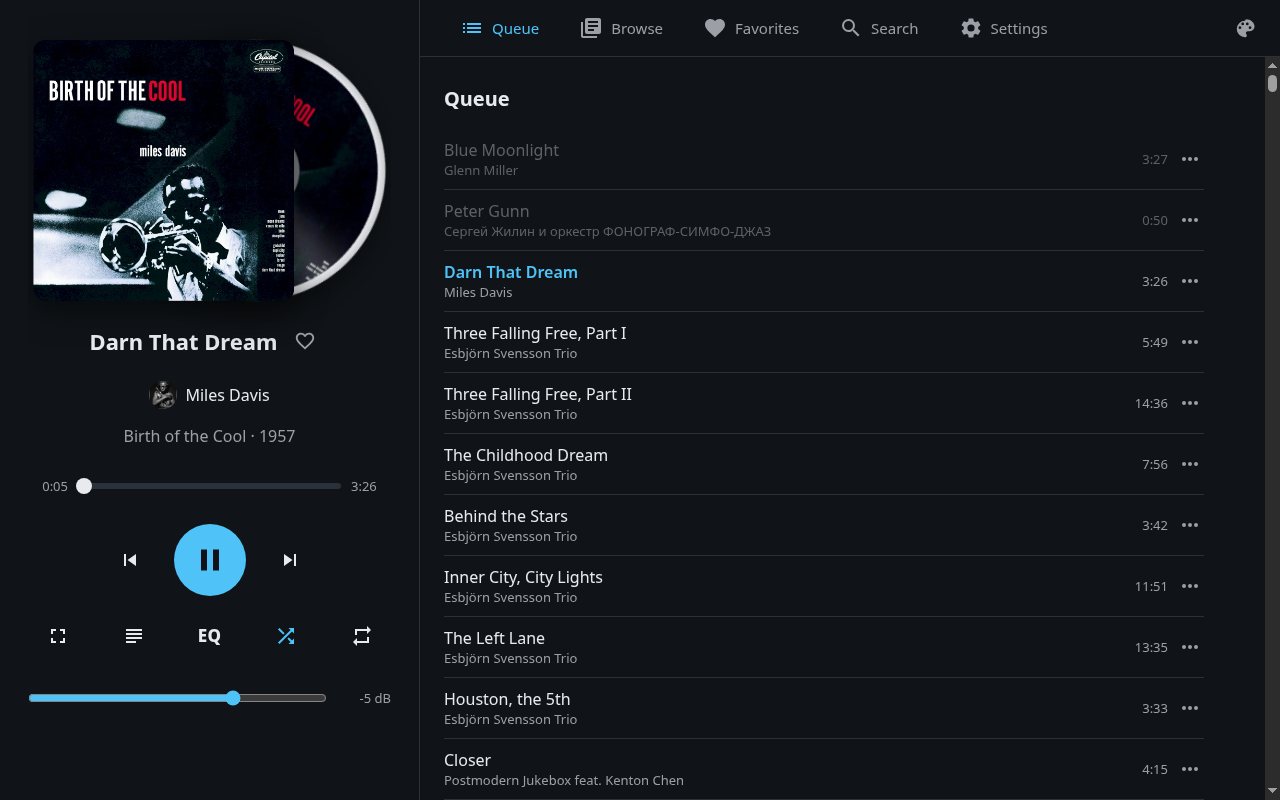 Queue
Browse
Favorites
Search
Settings
Capitol
BIRTH OF THE COOL
miles davis
OOL
Darn That Dream
Miles Davis
Birth of the Cool · 1957
0:05
3:26
EQ
-5 dB
Queue
Blue Moonlight
Glenn Miller
3:27
Peter Gunn
Сергей Жилин и оркестр ФОНОГРАФ-СИМФО-ДЖАЗ
0:50
Darn That Dream
Miles Davis
3:26
Three Falling Free, Part I
Esbjörn Svensson Trio
5:49
Three Falling Free, Part II
Esbjörn Svensson Trio
14:36
The Childhood Dream
Esbjörn Svensson Trio
7:56
Behind the Stars
Esbjörn Svensson Trio
3:42
Inner City, City Lights
Esbjörn Svensson Trio
11:51
The Left Lane
Esbjörn Svensson Trio
13:35
Houston, the 5th
Esbjörn Svensson Trio
3:33
Closer
Postmodern Jukebox feat. Kenton Chen
4:15